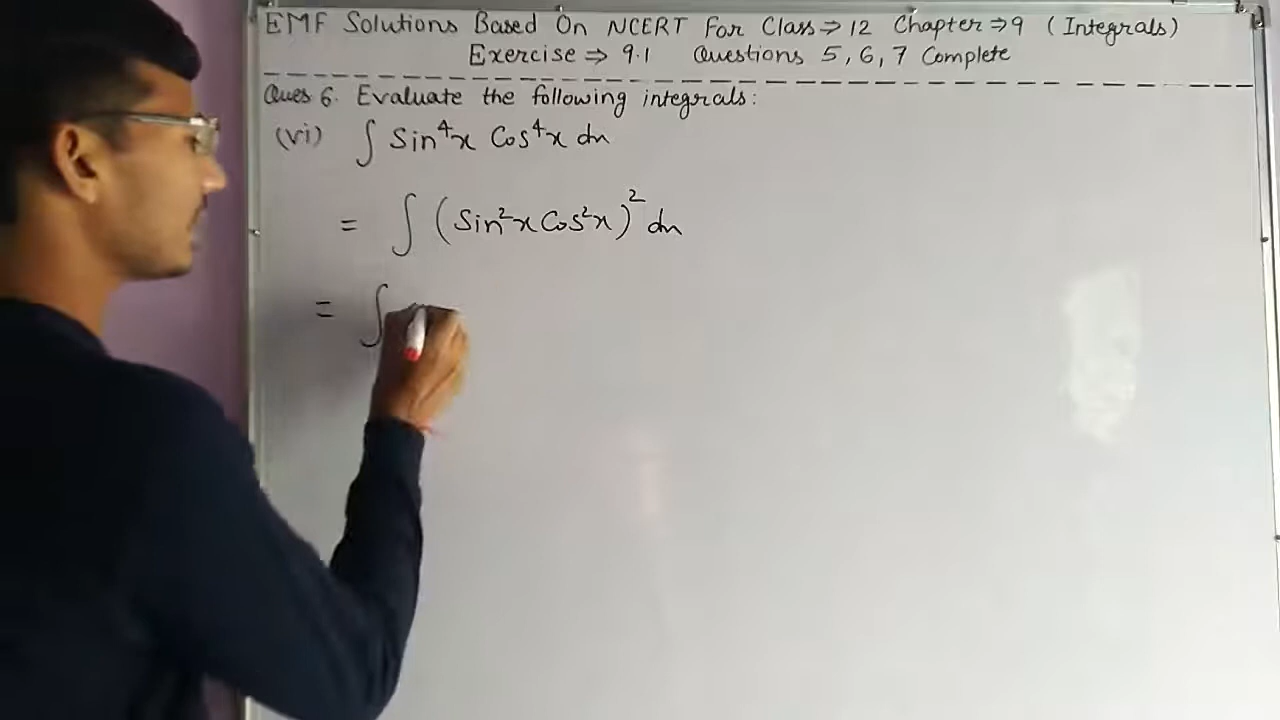 EMF Solutions Based On NCERT For Class ⇒ 12 Chapter ⇒ 9 (Integrals)
Exercise ⇒ 9.1 Questions 5, 6, 7 Complete
Ques 6. Evaluate the following integrals:
(vi) ∫ Sin⁴x Cos⁴x dx
= ∫ (Sin²x Cos²x)² dx
= ∫